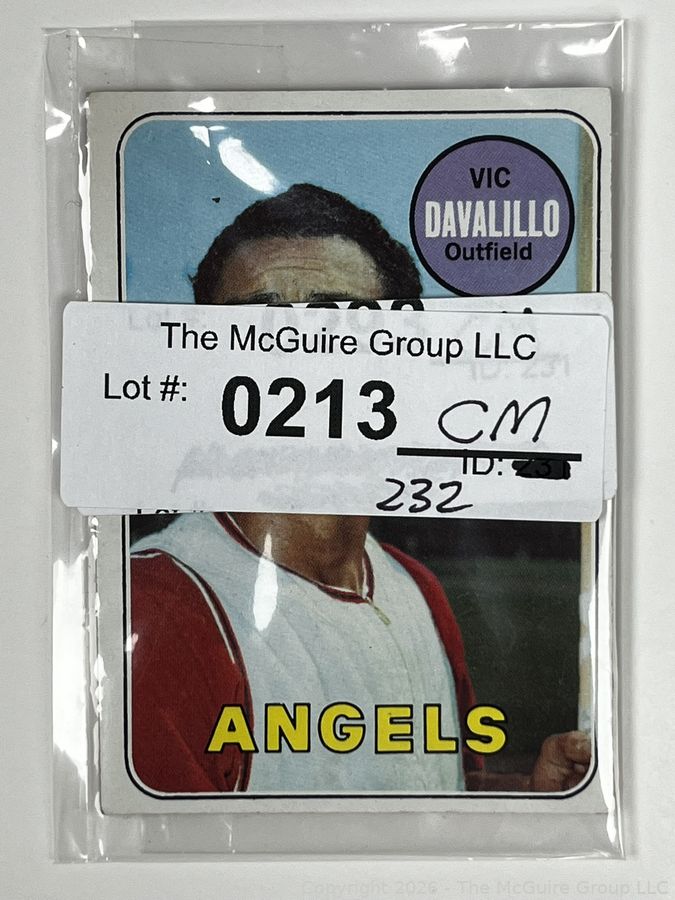 VIC
DAVALILLO
Outfield
The McGuire Group LLC
Lot #: 0213 CM
ID:
232
ANGELS
Copyright 2026 - The McGuire Group LLC